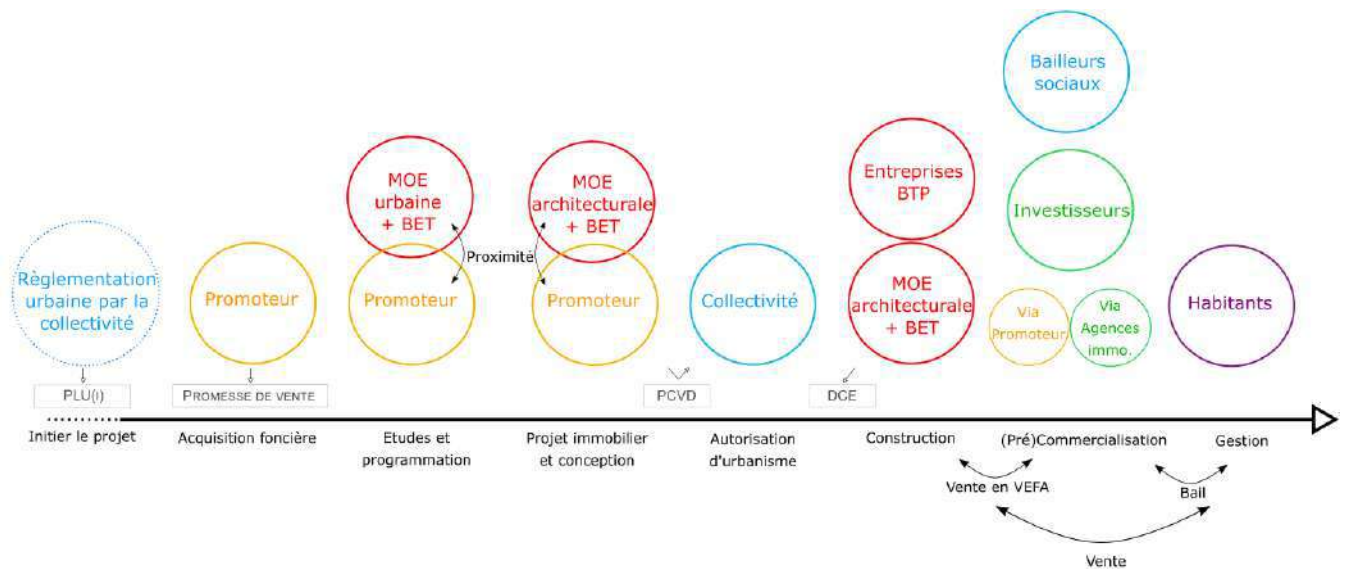 Bailleurs
sociaux
Entreprises
BTP
Investisseurs
MOE
urbaine
+ BET
MOE
architecturale
+ BET
Proximité
Règlementation
urbaine par la
collectivité
Promoteur
Promoteur
Promoteur
Collectivité
MOE
architecturale
+ BET
Via
Promoteur
Via
Agences
immo.
Habitants
PLU(I)
PROMESSE DE VENTE
PCVD
DCE
Initier le projet
Acquisition foncière
Etudes et
programmation
Projet immobilier
et conception
Autorisation
d'urbanisme
Construction
(Pré)Commercialisation
Gestion
Vente en VEFA
Bail
Vente